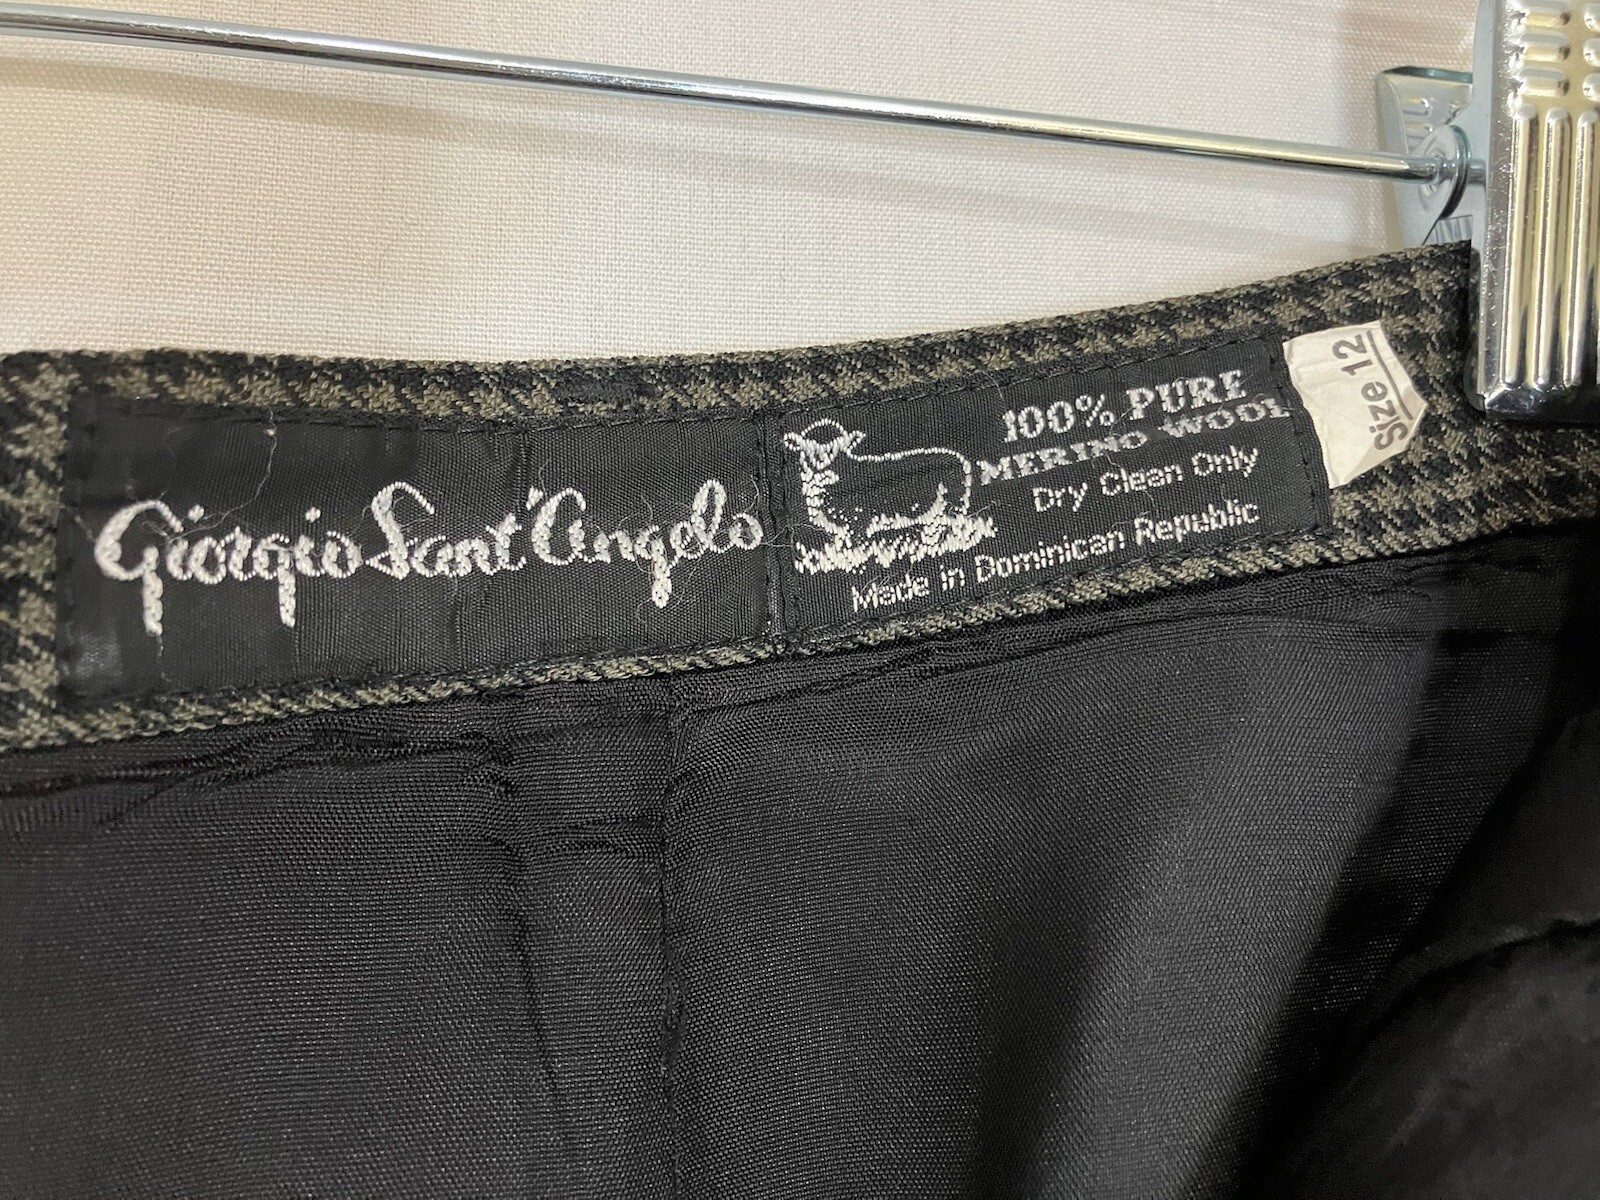 Giorgio Sant'Angelo
100% PURE
MERINO WOOL
Dry Clean Only
Made in Dominican Republic
Size 12